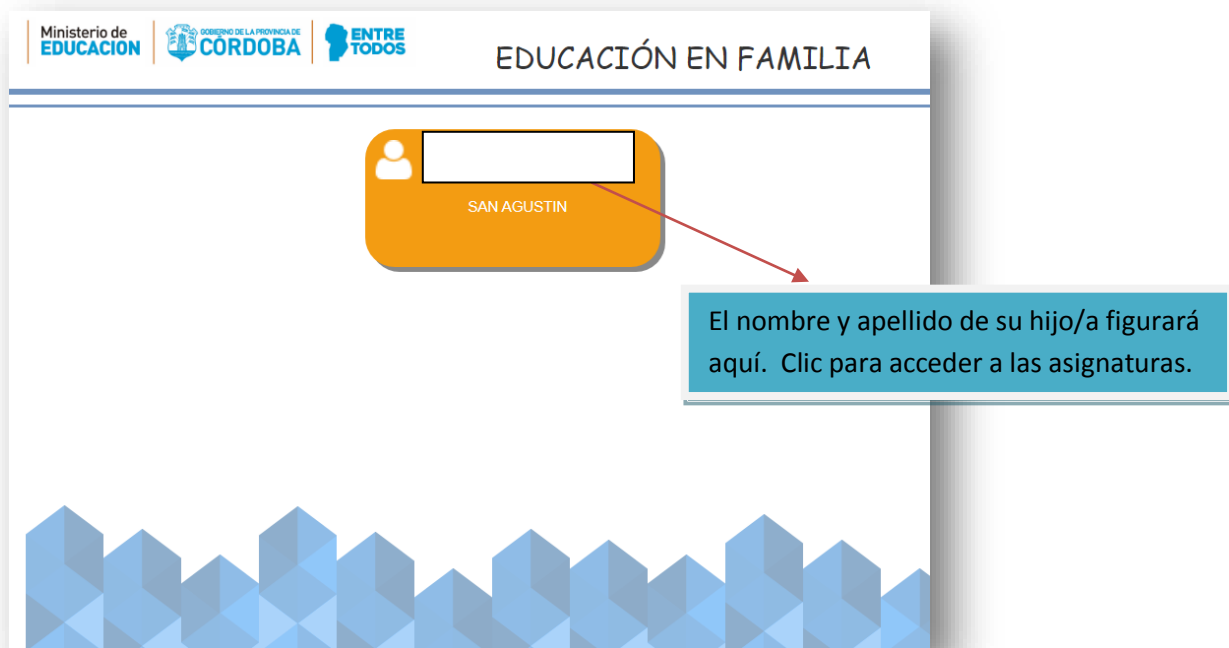 Ministerio de
EDUCACION
GOBIERNO DE LA PROVINCIA DE
CÓRDOBA
ENTRE
TODOS
EDUCACIÓN EN FAMILIA
SAN AGUSTIN
El nombre y apellido de su hijo/a figurará
aquí. Clic para acceder a las asignaturas.